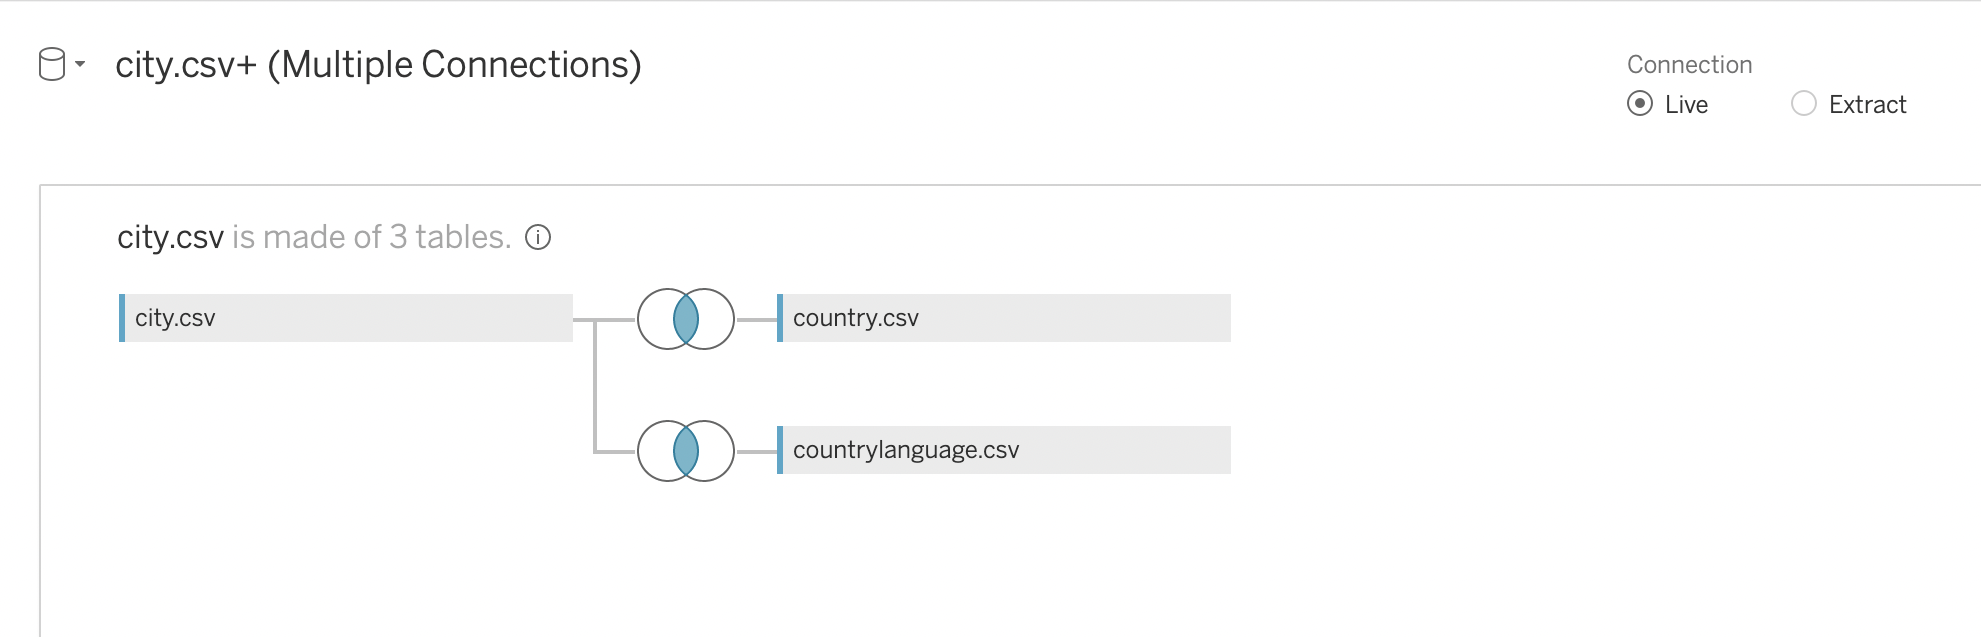 city.csv+ (Multiple Connections)
Connection
Live
Extract
city.csv is made of 3 tables.
city.csv
country.csv
countrylanguage.csv